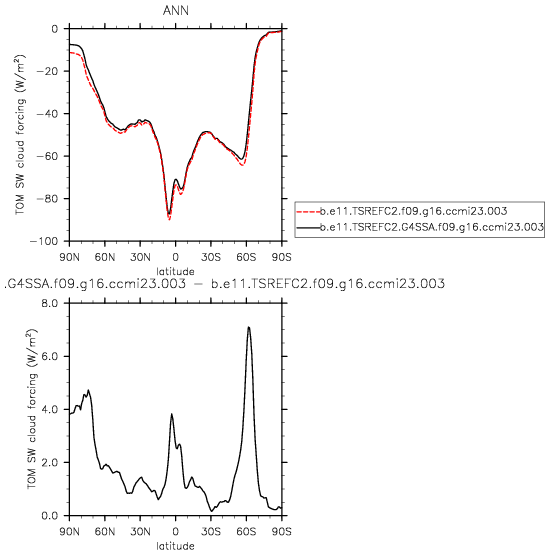 ANN
0
−20
−40
−60
−80
−100
TOM SW cloud forcing (W/m²)
90N 60N 30N 0 30S 60S 90S
latitude
b.e11.TSREFC2.f09.g16.ccmi23.003
b.e11.TSREFC2.G4SSA.f09.g16.ccmi23.003
.G4SSA.f09.g16.ccmi23.003 − b.e11.TSREFC2.f09.g16.ccmi23.003
8.0
6.0
4.0
2.0
0.0
TOM SW cloud forcing (W/m²)
90N 60N 30N 0 30S 60S 90S
latitude